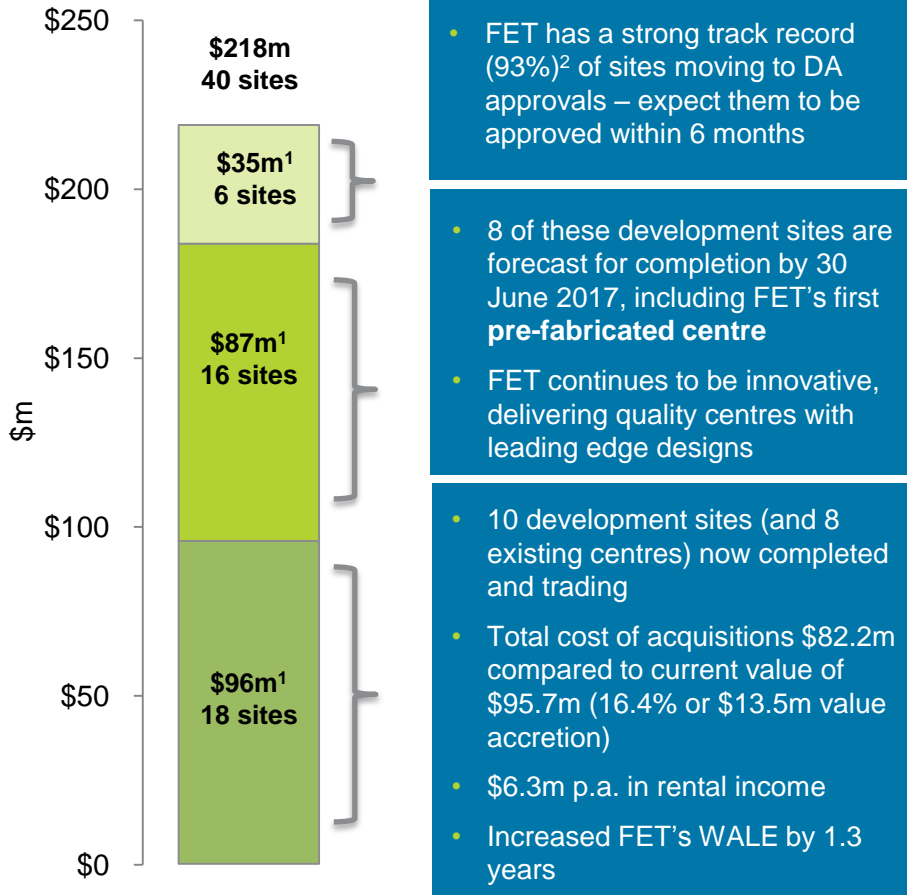 $250
$200
$150
$100
$50
$0
$m
$218m
40 sites
$35m¹
6 sites
$87m¹
16 sites
$96m¹
18 sites
• FET has a strong track record
(93%)² of sites moving to DA
approvals – expect them to be
approved within 6 months
• 8 of these development sites are
forecast for completion by 30
June 2017, including FET’s first
pre-fabricated centre
• FET continues to be innovative,
delivering quality centres with
leading edge designs
• 10 development sites (and 8
existing centres) now completed
and trading
• Total cost of acquisitions $82.2m
compared to current value of
$95.7m (16.4% or $13.5m value
accretion)
• $6.3m p.a. in rental income
• Increased FET’s WALE by 1.3
years